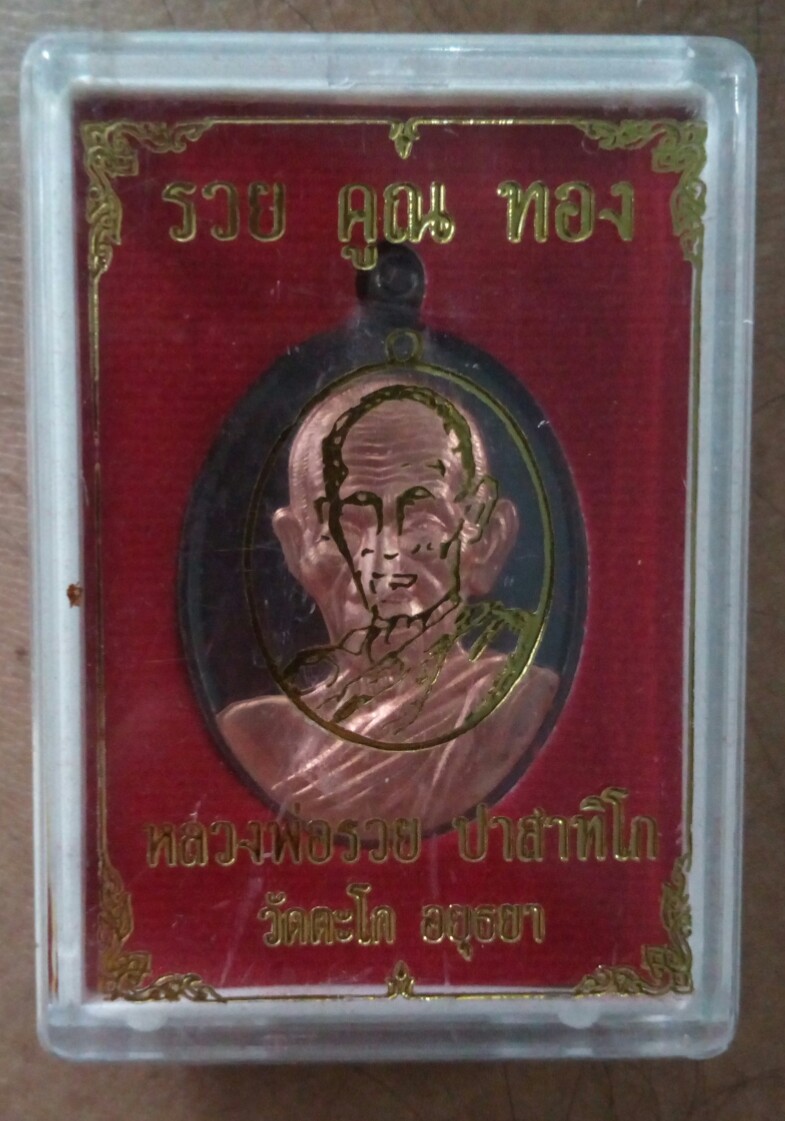 รวย คูณ ทอง
หลวงพ่อรวย ปาสาทิโก
วัดตะโก อยุธยา